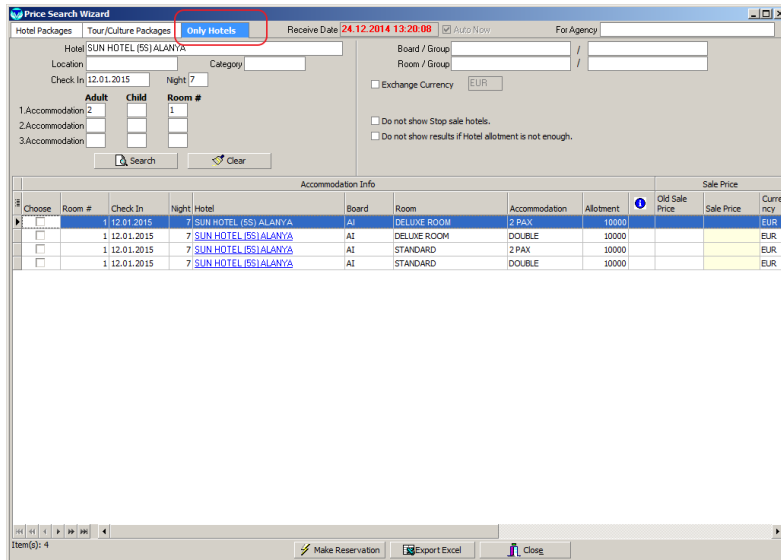 Price Search Wizard
Hotel Packages Tour/Culture Packages Only Hotels Receive Date 24.12.2014 13:20:08 Auto Now For Agency
Hotel SUN HOTEL (5S) ALANYA Board / Group /
Location Category Room / Group /
Check In 12.01.2015 Night 7 Exchange Currency EUR
Adult Child Room #
1.Accommodation 2 1
2.Accommodation Do not show Stop sale hotels.
3.Accommodation Do not show results if Hotel allotment is not enough.
Search Clear
Accommodation Info Sale Price
Choose Room # Check In Night Hotel Board Room Accommodation Allotment Old Sale Price Sale Price Curre ncy
1 12.01.2015 7 SUN HOTEL (5S) ALANYA AI DELUXE ROOM 2 PAX 10000 EUR
1 12.01.2015 7 SUN HOTEL (5S) ALANYA AI DELUXE ROOM DOUBLE 10000 EUR
1 12.01.2015 7 SUN HOTEL (5S) ALANYA AI STANDARD 2 PAX 10000 EUR
1 12.01.2015 7 SUN HOTEL (5S) ALANYA AI STANDARD DOUBLE 10000 EUR
Item(s): 4 Make Reservation Export Excel Close